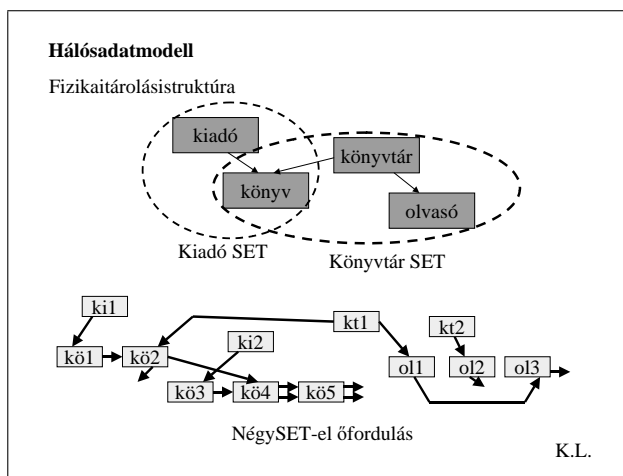 Hálósadatmodell
Fizikaitárolásistruktúra
kiadó
könyvtár
könyv
olvasó
Kiadó SET
Könyvtár SET
ki1
kt1
kt2
ki2
kö1
kö2
ol1
ol2
ol3
kö3
kö4
kö5
NégySET-el őfordulás
K.L.